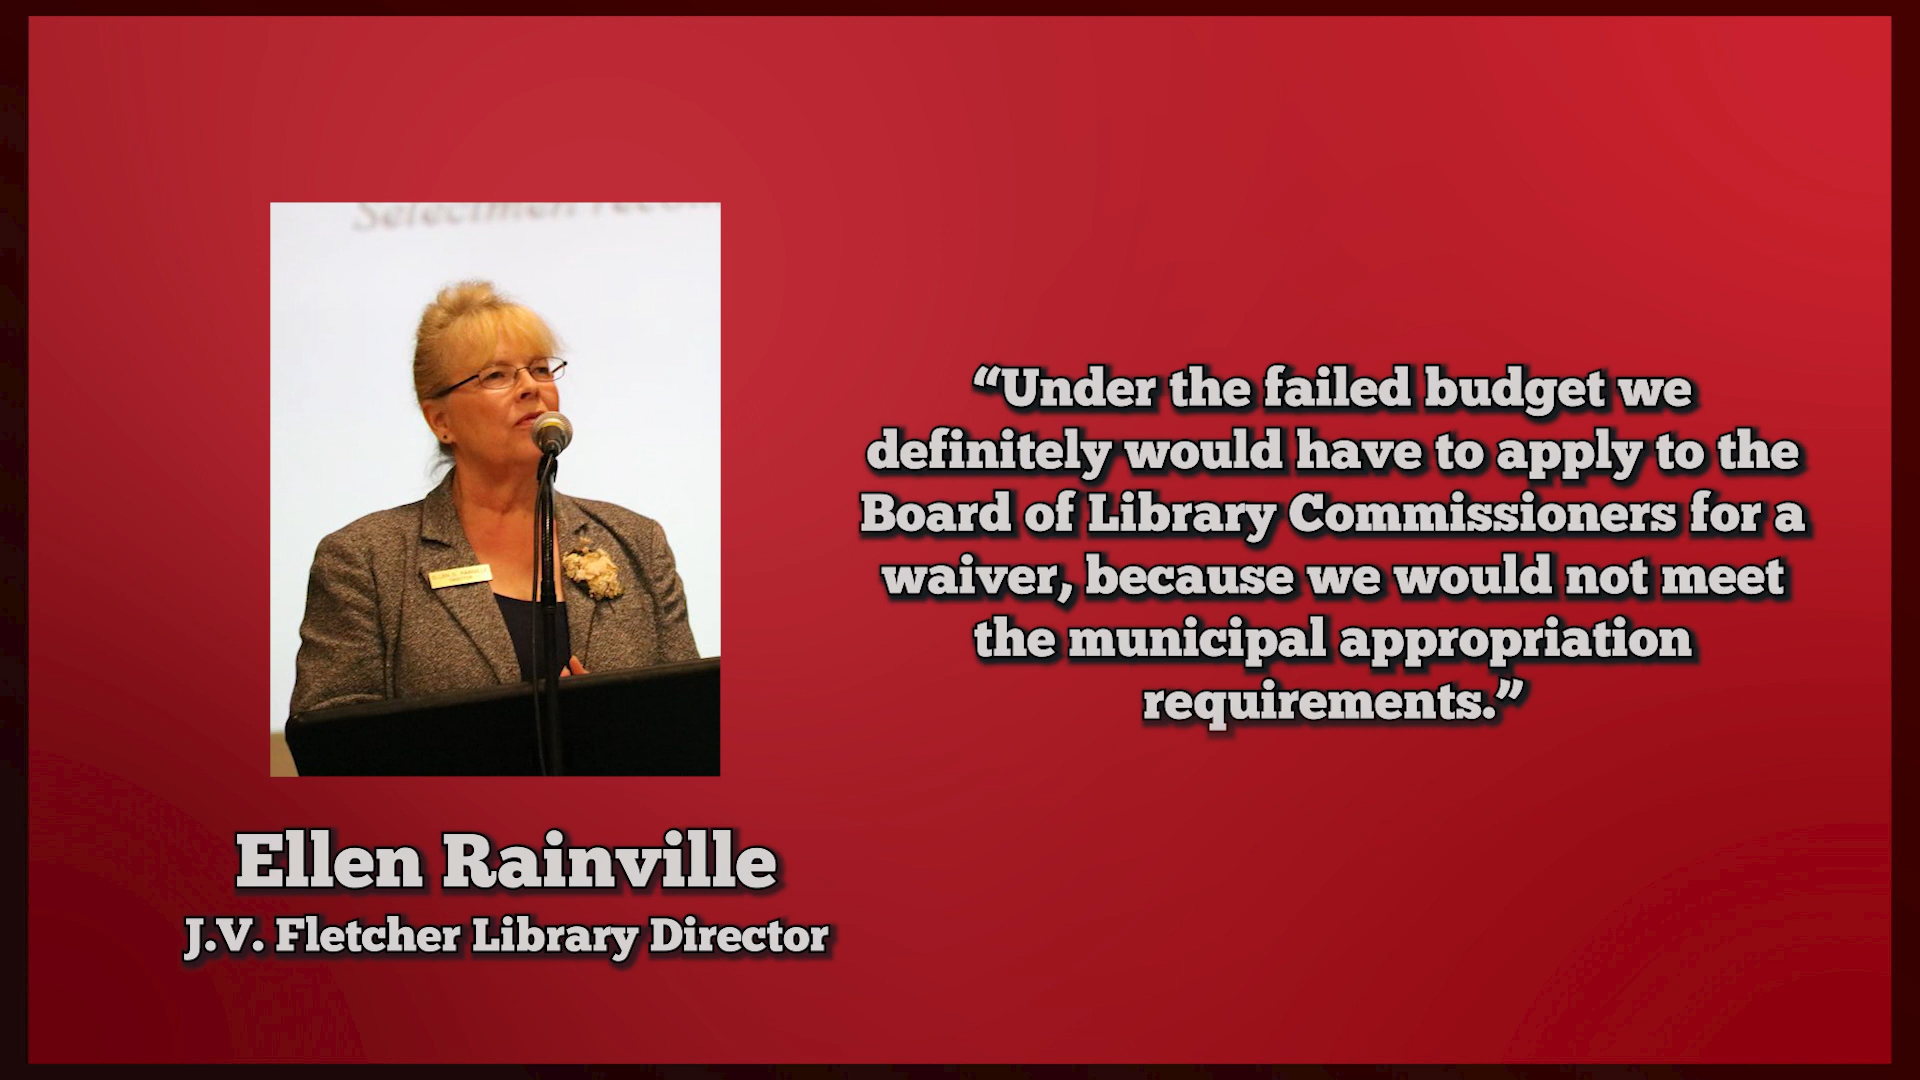 Ellen Rainville
J.V. Fletcher Library Director
“Under the failed budget we
definitely would have to apply to the
Board of Library Commissioners for a
waiver, because we would not meet
the municipal appropriation
requirements.”